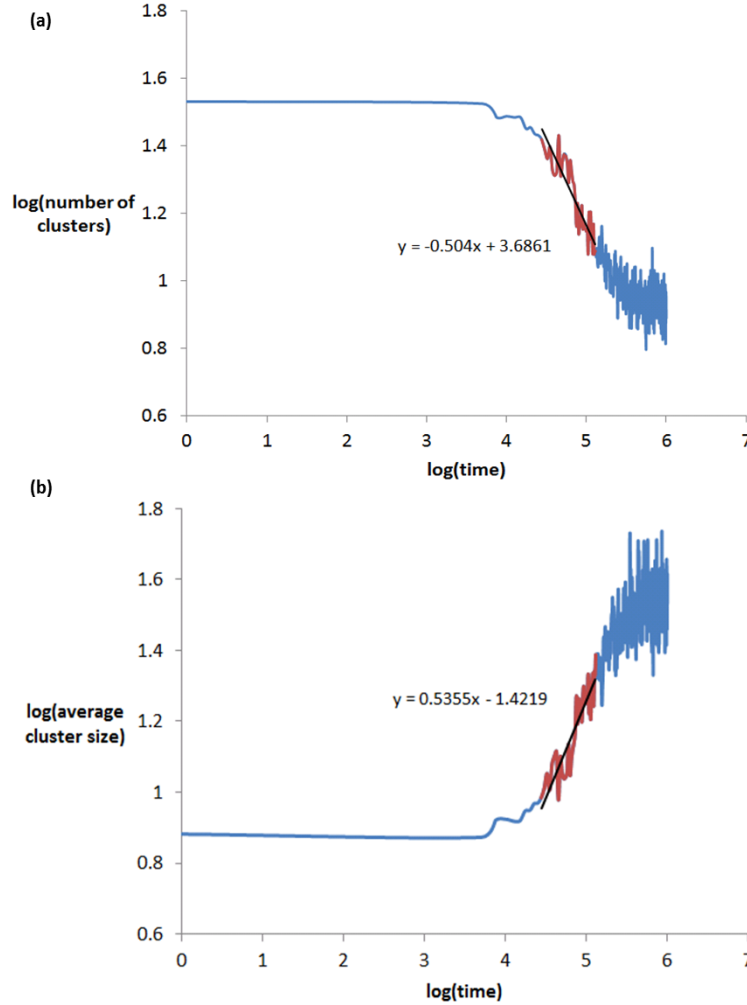 (a)
1.8
1.6
1.4
1.2
1
0.8
0.6
log(number of
clusters)
y = -0.504x + 3.6861
0 1 2 3 4 5 6 7
log(time)
(b)
1.8
1.6
1.4
1.2
1
0.8
0.6
log(average
cluster size)
y = 0.5355x - 1.4219
0 1 2 3 4 5 6 7
log(time)